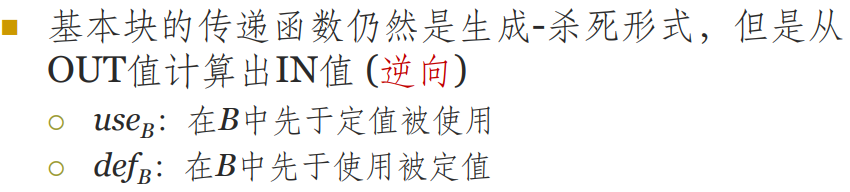 基本块的传递函数仍然是生成-杀死形式，但是从
OUT值计算出IN值 (逆向)
use_B：在B中先于定值被使用
def_B：在B中先于使用被定值